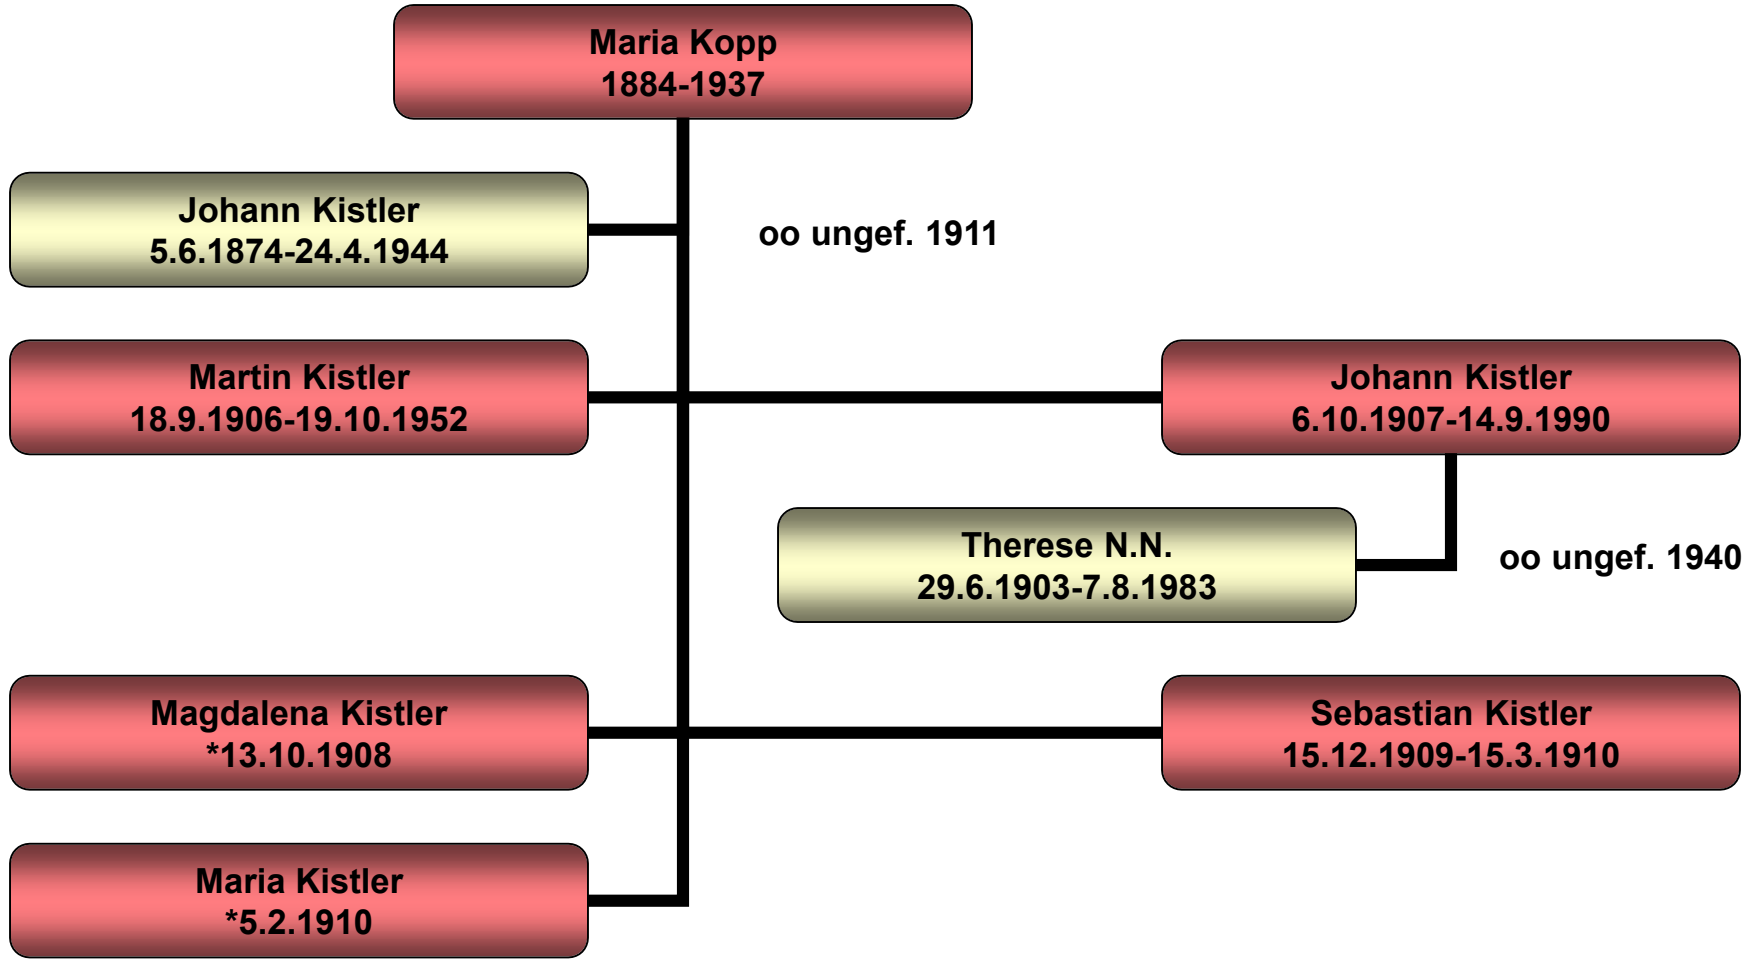 Maria Kopp
1884-1937
Johann Kistler
5.6.1874-24.4.1944
oo ungef. 1911
Martin Kistler
18.9.1906-19.10.1952
Johann Kistler
6.10.1907-14.9.1990
Therese N.N.
29.6.1903-7.8.1983
oo ungef. 1940
Magdalena Kistler
*13.10.1908
Sebastian Kistler
15.12.1909-15.3.1910
Maria Kistler
*5.2.1910